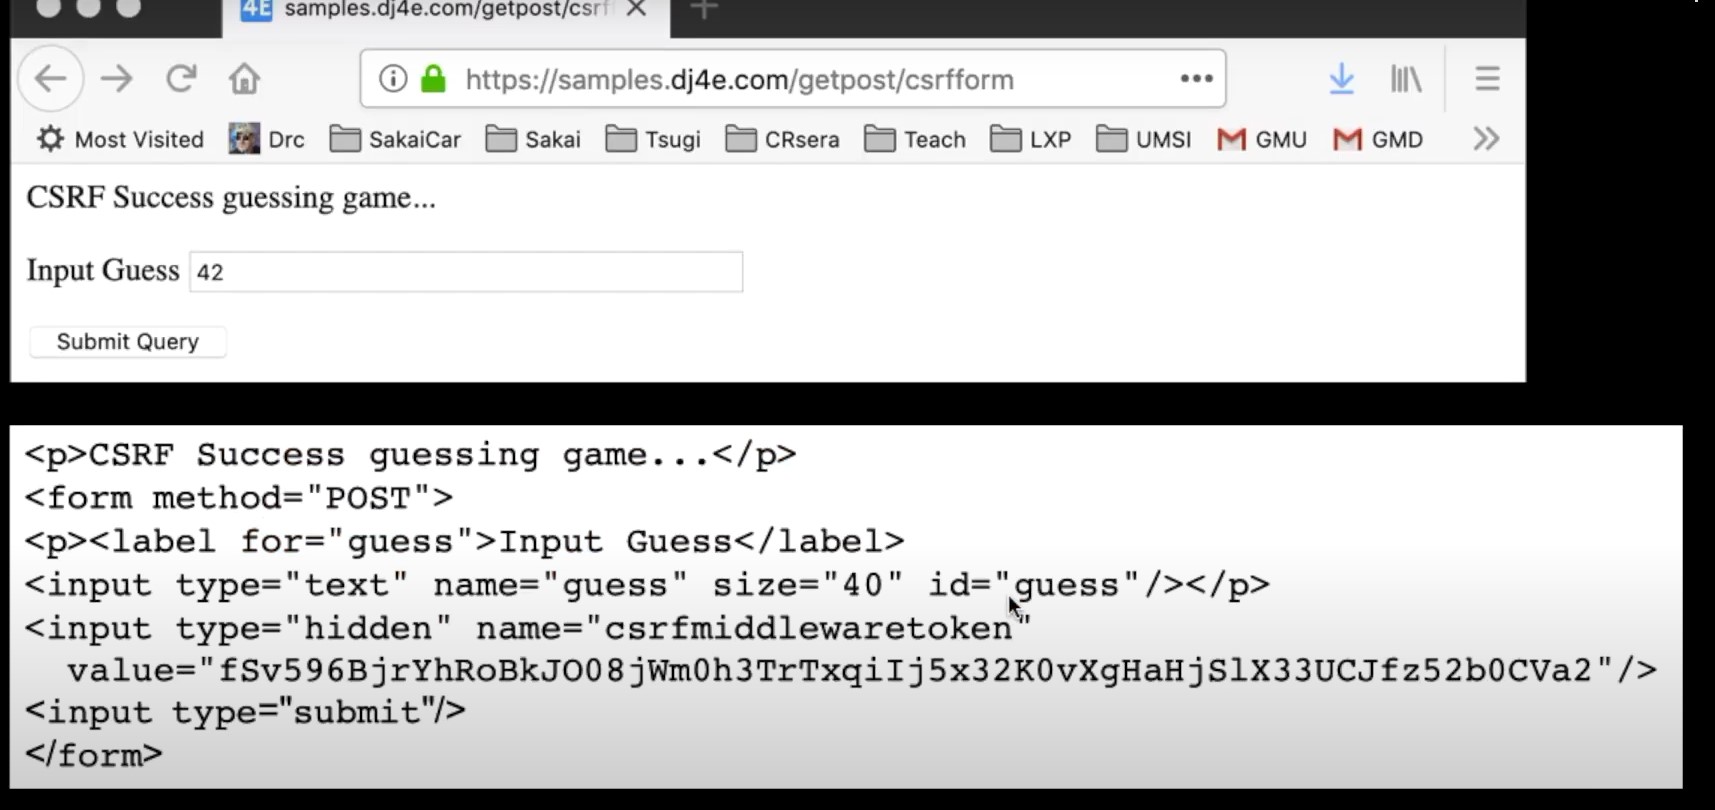 4E samples.dj4e.com/getpost/csrf
https://samples.dj4e.com/getpost/csrfform
Most Visited Drc SakaiCar Sakai Tsugi CRsera Teach LXP UMSI GMU GMD
CSRF Success guessing game...
Input Guess 42
Submit Query
<p>CSRF Success guessing game...</p>
<form method="POST">
<p><label for="guess">Input Guess</label>
<input type="text" name="guess" size="40" id="guess"/></p>
<input type="hidden" name="csrfmiddlewaretoken"
value="fSv596BjrYhRoBkJO08jWm0h3TrTxqiIj5x32K0vXgHaHjSlX33UCJfz52b0CVa2"/>
<input type="submit"/>
</form>